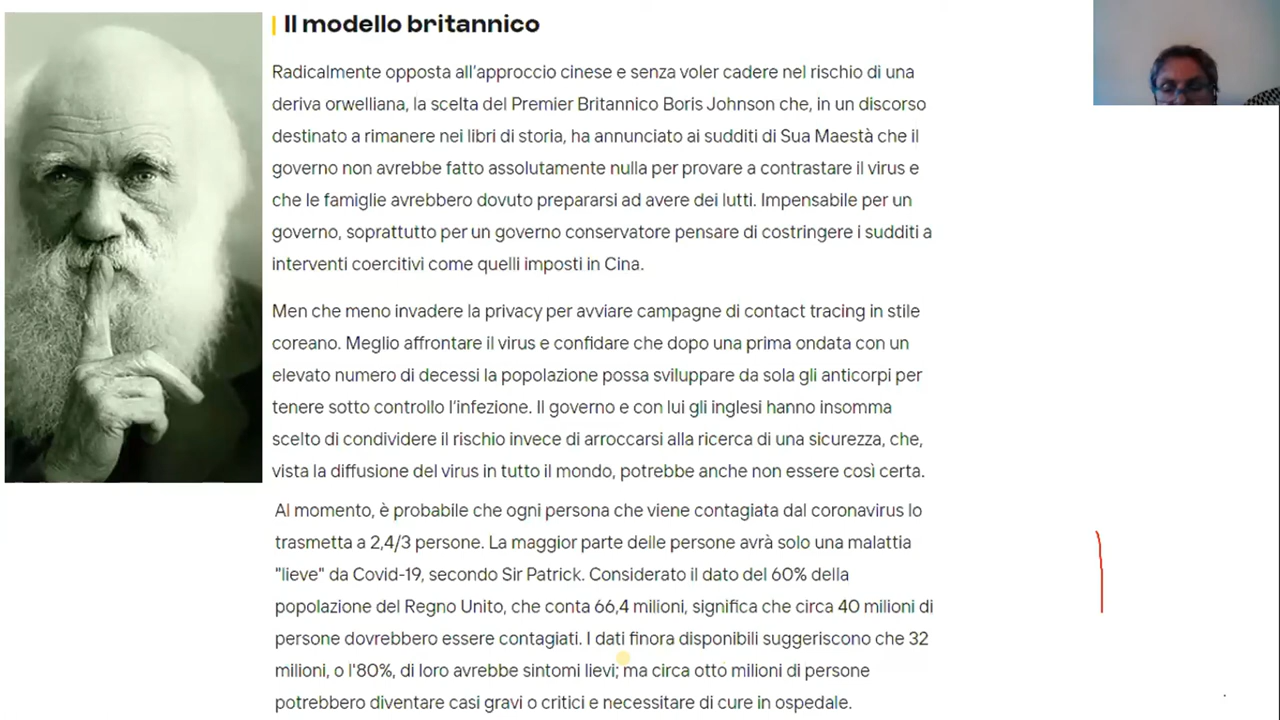 Il modello britannico
Radicalmente opposta all'approccio cinese e senza voler cadere nel rischio di una
deriva orwelliana, la scelta del Premier Britannico Boris Johnson che, in un discorso
destinato a rimanere nei libri di storia, ha annunciato ai sudditi di Sua Maestà che il
governo non avrebbe fatto assolutamente nulla per provare a contrastare il virus e
che le famiglie avrebbero dovuto prepararsi ad avere dei lutti. Impensabile per un
governo, soprattutto per un governo conservatore pensare di costringere i sudditi a
interventi coercitivi come quelli imposti in Cina.
Men che meno invadere la privacy per avviare campagne di contact tracing in stile
coreano. Meglio affrontare il virus e confidare che dopo una prima ondata con un
elevato numero di decessi la popolazione possa sviluppare da sola gli anticorpi per
tenere sotto controllo l'infezione. Il governo e con lui gli inglesi hanno insomma
scelto di condividere il rischio invece di arroccarsi alla ricerca di una sicurezza, che,
vista la diffusione del virus in tutto il mondo, potrebbe anche non essere così certa.
Al momento, è probabile che ogni persona che viene contagiata dal coronavirus lo
trasmetta a 2,4/3 persone. La maggior parte delle persone avrà solo una malattia
"lieve" da Covid-19, secondo Sir Patrick. Considerato il dato del 60% della
popolazione del Regno Unito, che conta 66,4 milioni, significa che circa 40 milioni di
persone dovrebbero essere contagiati. I dati finora disponibili suggeriscono che 32
milioni, o l'80%, di loro avrebbe sintomi lievi; ma circa otto milioni di persone
potrebbero diventare casi gravi o critici e necessitare di cure in ospedale.